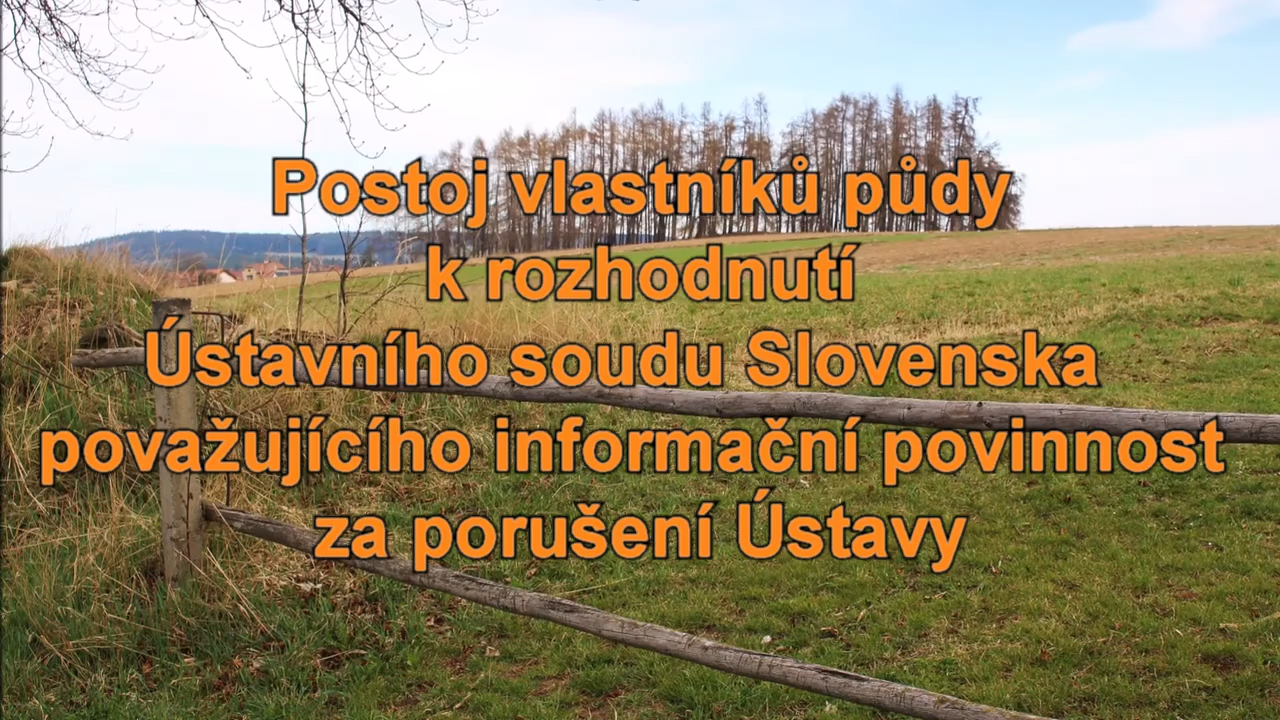 Postoj vlastníků půdy
k rozhodnutí
Ústavního soudu Slovenska
považujícího informační povinnost
za porušení Ústavy